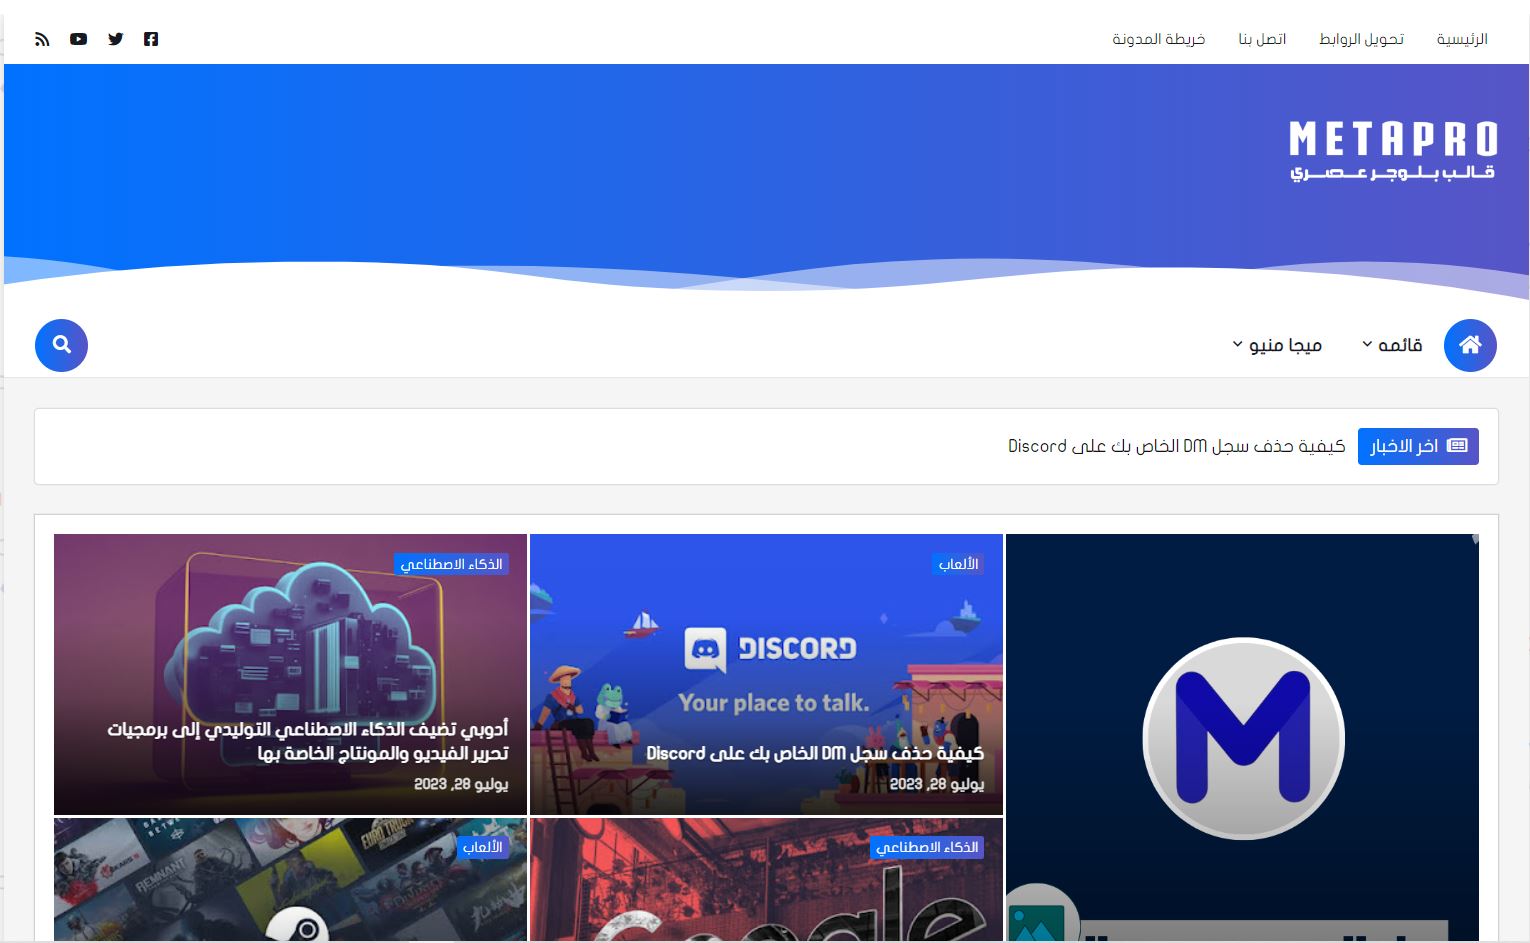 الرئيسية
تحويل الروابط
اتصل بنا
خريطة المدونة
METAPRO
قالب بلوجر عصري
قائمه
ميجا منيو
اخر الاخبار
كيفية حذف سجل DM الخاص بك على Discord
الألعاب
DISCORD
Your place to talk.
كيفية حذف سجل DM الخاص بك على Discord
يوليو 28, 2023
الذكاء الاصطناعي
أدوبي تضيف الذكاء الاصطناعي التوليدي إلى برمجيات
تحرير الفيديو والمونتاج الخاصة بها
يوليو 28, 2023
M
الذكاء الاصطناعي
Google
الألعاب
REMNANT